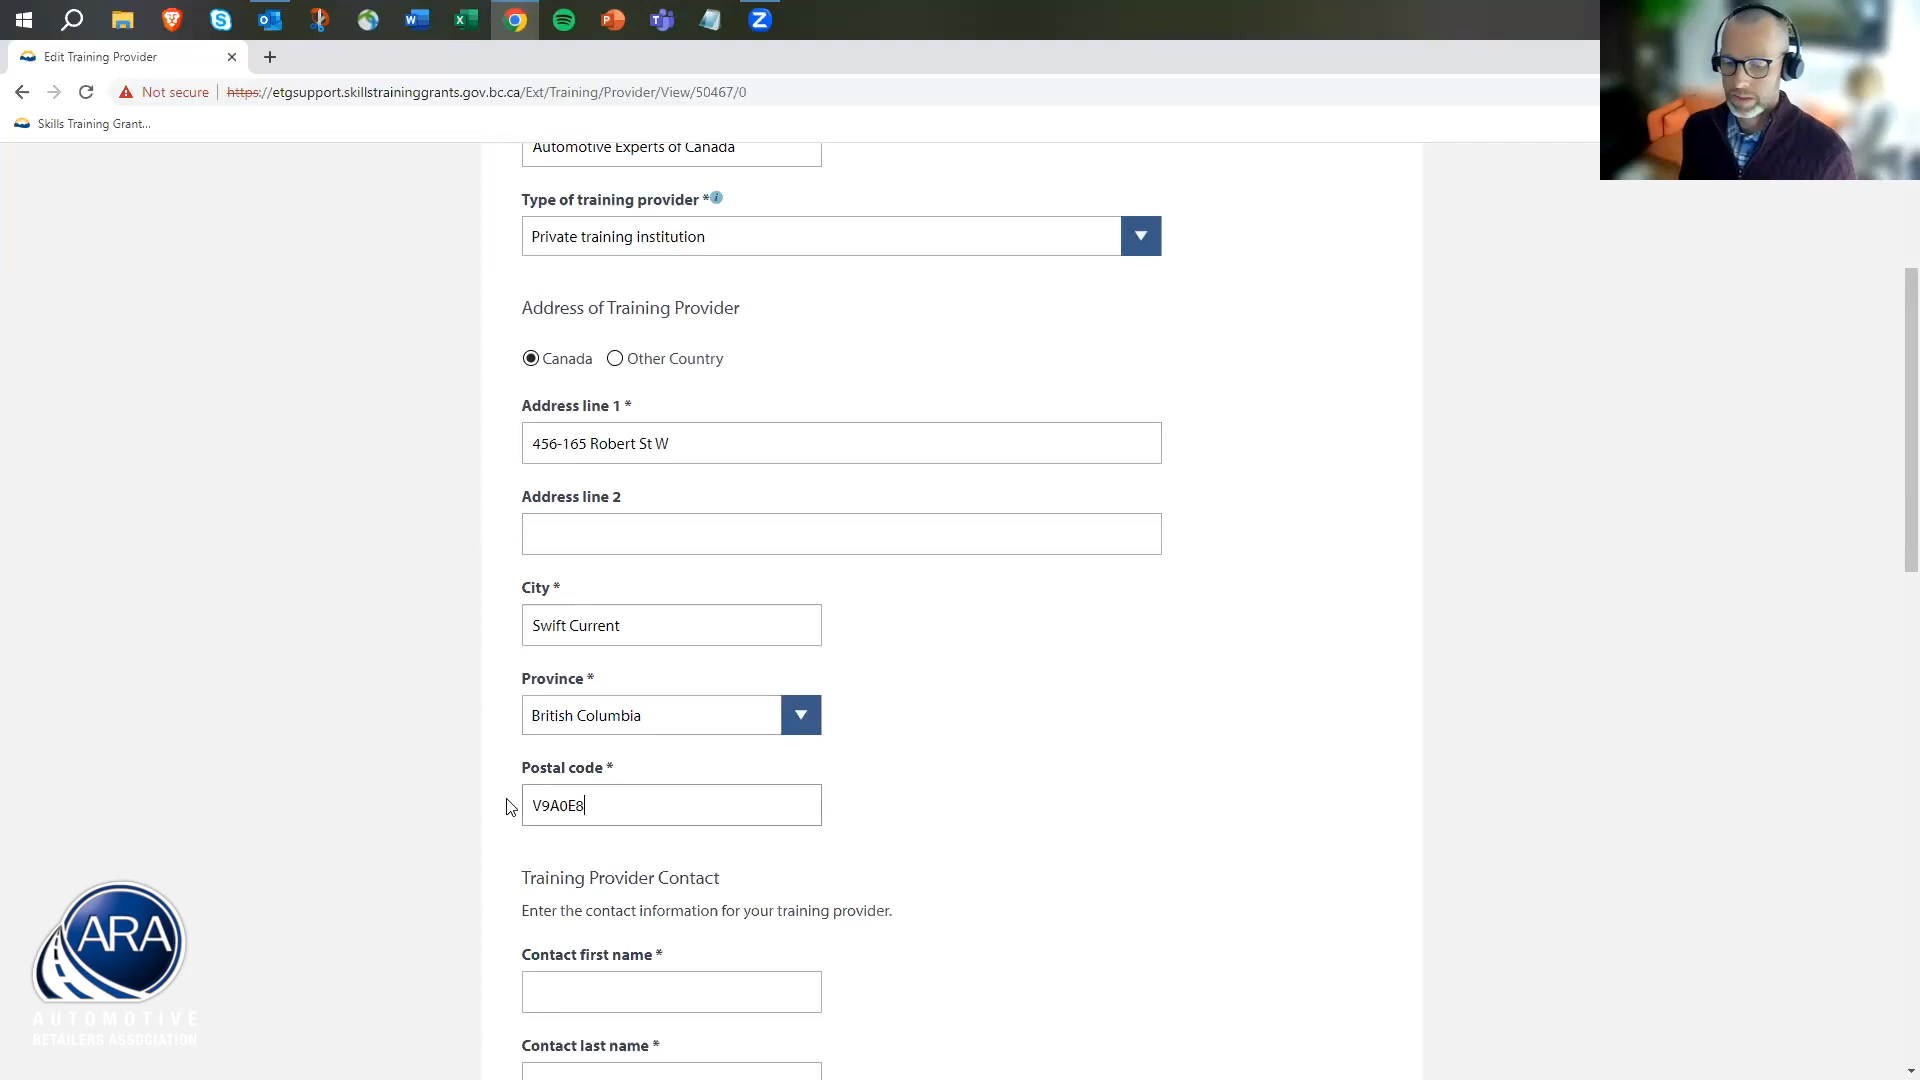 Edit Training Provider
Not secure
https://etgsupport.skillstraininggrants.gov.bc.ca/Ext/Training/Provider/View/50467/0
Skills Training Grant...
Automotive Experts of Canada
Type of training provider *
Private training institution
Address of Training Provider
Canada Other Country
Address line 1 *
456-165 Robert St W
Address line 2
City *
Swift Current
Province *
British Columbia
Postal code *
V9A0E8
Training Provider Contact
Enter the contact information for your training provider.
Contact first name *
Contact last name *
ARA
AUTOMOTIVE
RETAILERS ASSOCIATION